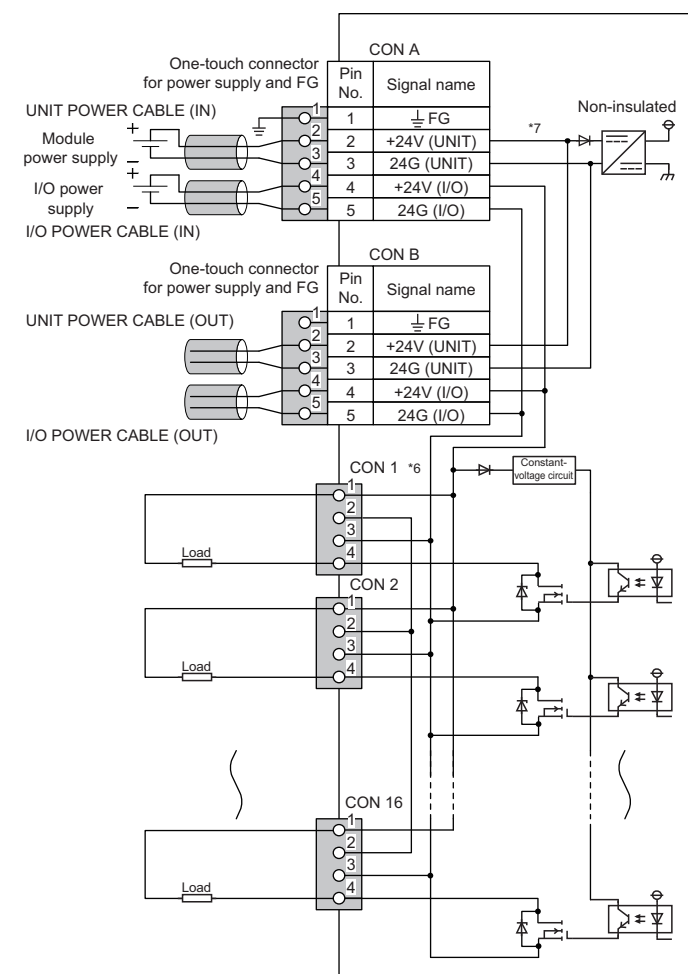 CON A
One-touch connector
for power supply and FG
Pin
No.
Signal name
UNIT POWER CABLE (IN)
Module
power supply
+
−
I/O power
supply
+
−
I/O POWER CABLE (IN)
1
2
3
4
5
1 FG
2 +24V (UNIT)
3 24G (UNIT)
4 +24V (I/O)
5 24G (I/O)
*7
Non-insulated
CON B
One-touch connector
for power supply and FG
Pin
No.
Signal name
UNIT POWER CABLE (OUT)
1
2
3
4
5
1 FG
2 +24V (UNIT)
3 24G (UNIT)
4 +24V (I/O)
5 24G (I/O)
I/O POWER CABLE (OUT)
CON 1 *6
Constant-
voltage circuit
1
2
3
4
Load
CON 2
1
2
3
4
Load
CON 16
1
2
3
4
Load